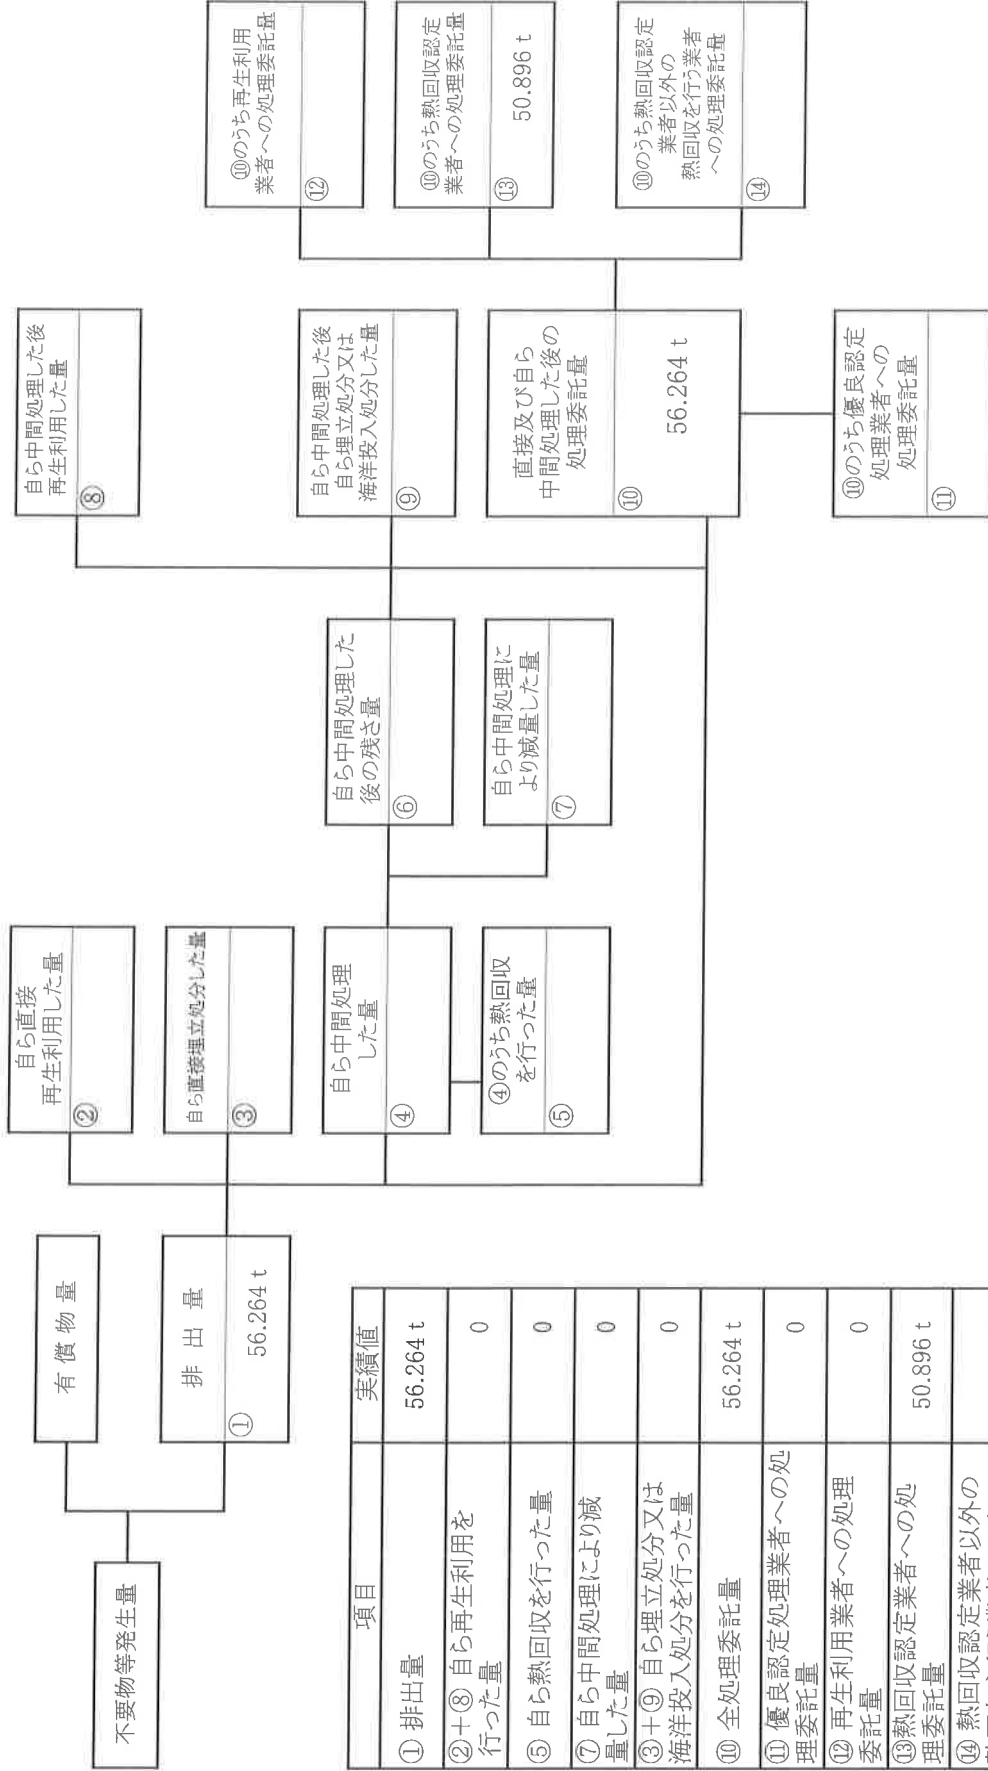 不要物等発生量
有償物量
排出量
①
56.264 t
自ら直接
再生利用した量
②
自ら直接埋立処分した量
③
自ら中間処理
した量
④
④のうち熱回収
を行った量
⑤
自ら中間処理した
後の残さ量
⑥
自ら中間処理に
より減量した量
⑦
自ら中間処理した後
再生利用した量
⑧
自ら中間処理した後
自ら埋立処分又は
海洋投入処分した量
⑨
直接及び自ら
中間処理した後の
処理委託量
⑩
56.264 t
⑩のうち優良認定
処理業者への
処理委託量
⑪
⑩のうち再生利用
業者への処理委託量
⑫
⑩のうち熱回収認定
業者への処理委託量
⑬
50.896 t
⑩のうち熱回収認定
業者以外の
熱回収を行う業者
への処理委託量
⑭
項目 実績値
①排出量 56.264 t
②+⑧自ら再生利用を
行った量 0
⑤自ら熱回収を行った量 0
⑦自ら中間処理により減
量した量 0
③+⑨自ら埋立処分又は
海洋投入処分を行った量 0
⑩全処理委託量 56.264 t
⑪優良認定処理業者への処
理委託量 0
⑫再生利用業者への処理
委託量 0
⑬熱回収認定業者への処
理委託量 50.896 t
⑭熱回収認定業者以外の